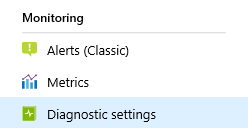 Monitoring
Alerts (Classic)
Metrics
Diagnostic settings